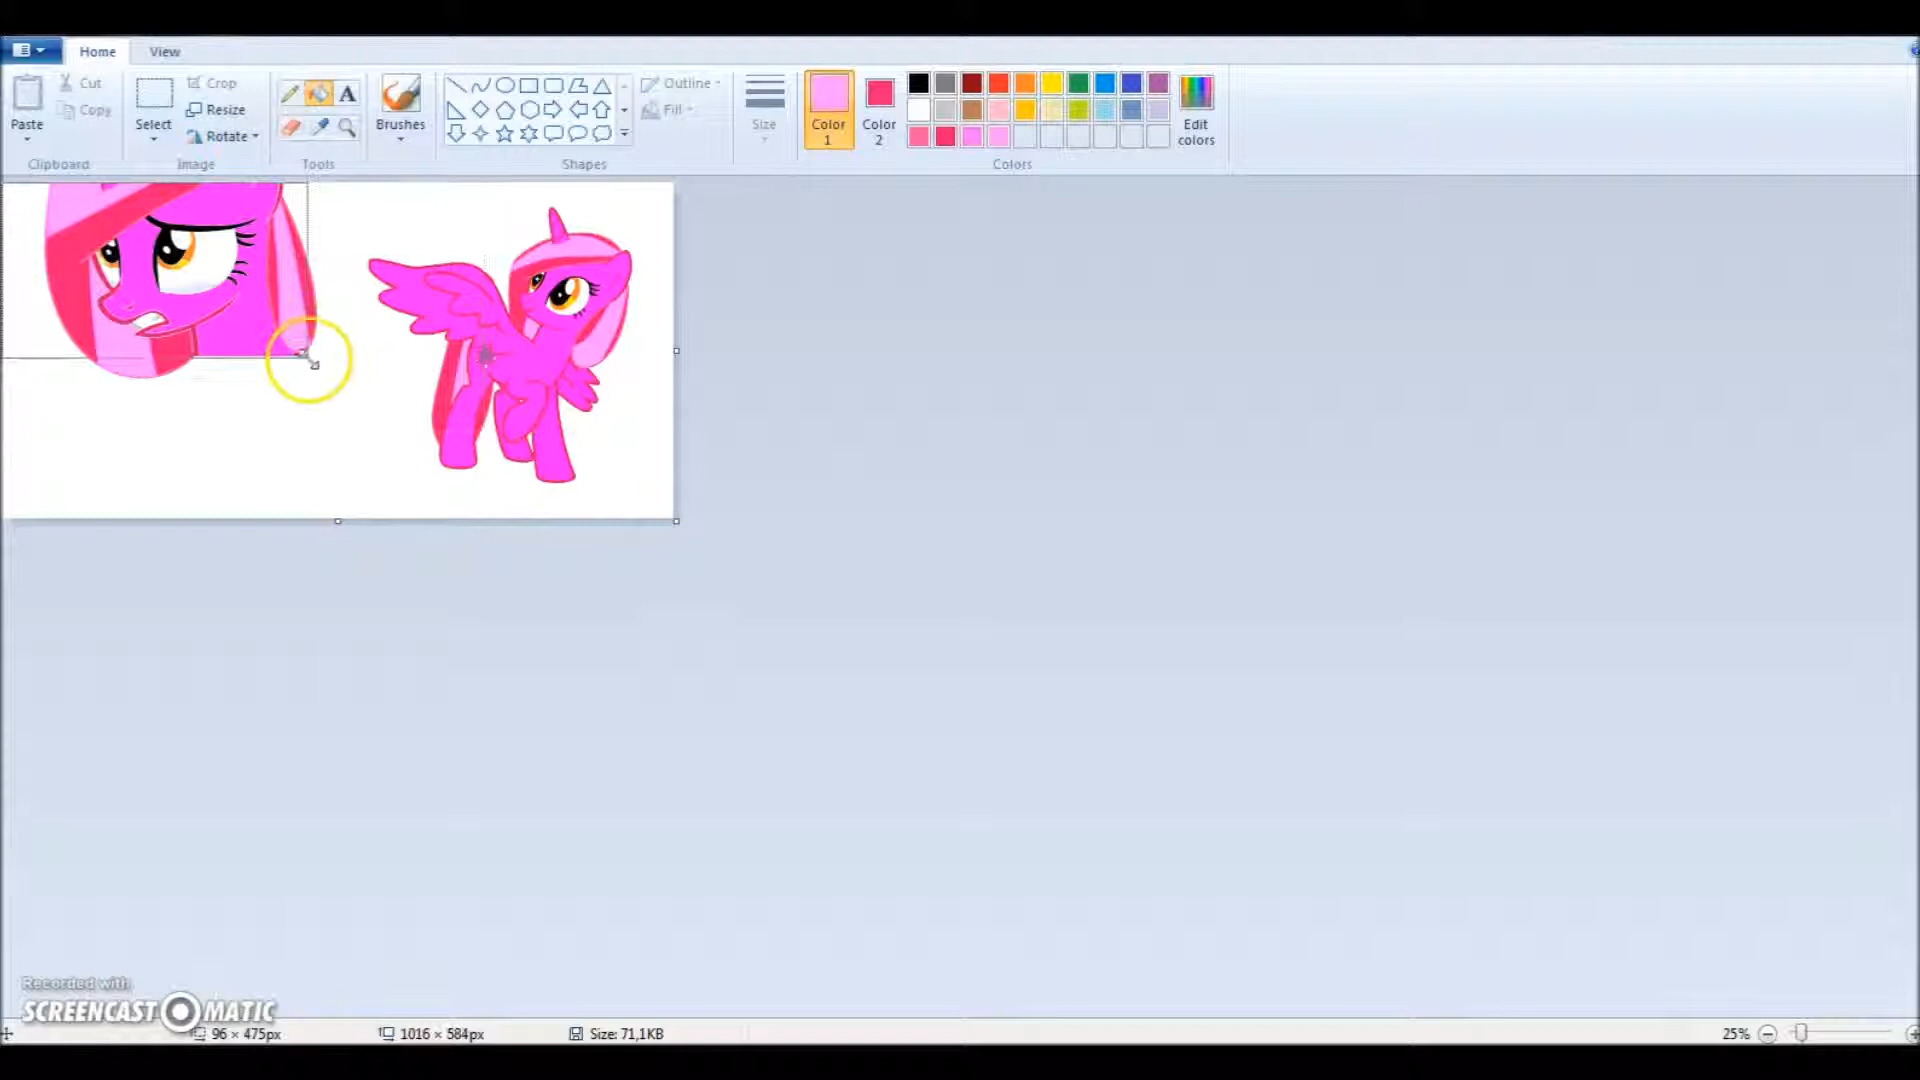 Home View
Paste
Cut
Copy
Clipboard
Select
Crop
Resize
Rotate
Image
A
Tools
Brushes
Shapes
Outline
Fill
Size
Color 1
Color 2
Edit colors
Colors
Recorded with
SCREENCAST MATIC
96 × 475px
1016 × 584px
Size: 71,1KB
25%